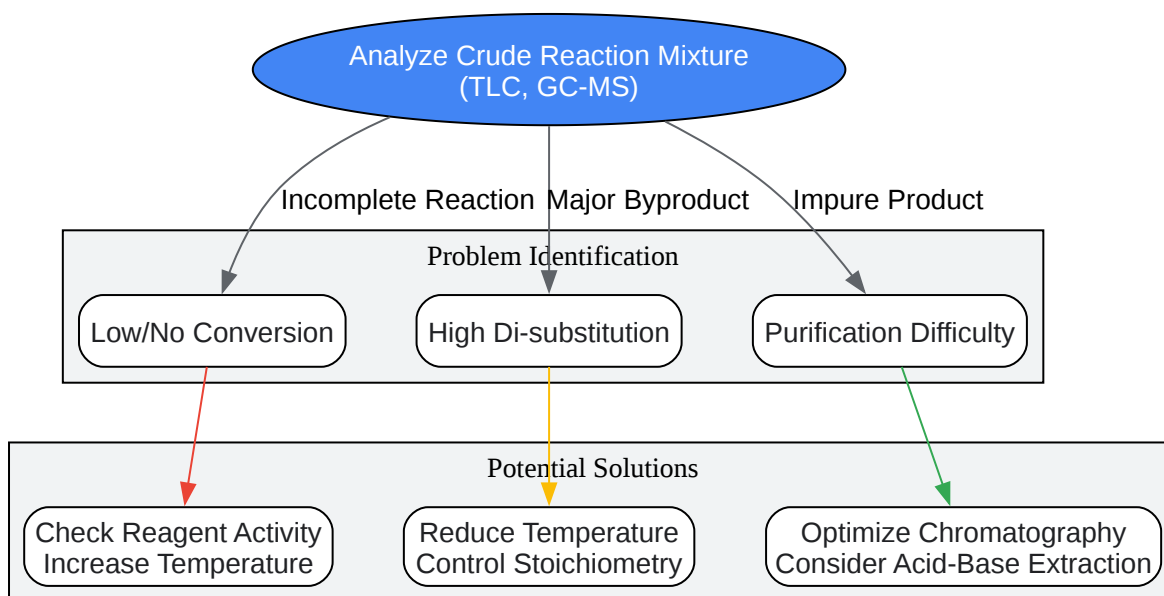 Analyze Crude Reaction Mixture
(TLC, GC-MS)
Incomplete Reaction
Major Byproduct
Impure Product
Problem Identification
Low/No Conversion
High Di-substitution
Purification Difficulty
Potential Solutions
Check Reagent Activity
Increase Temperature
Reduce Temperature
Control Stoichiometry
Optimize Chromatography
Consider Acid-Base Extraction